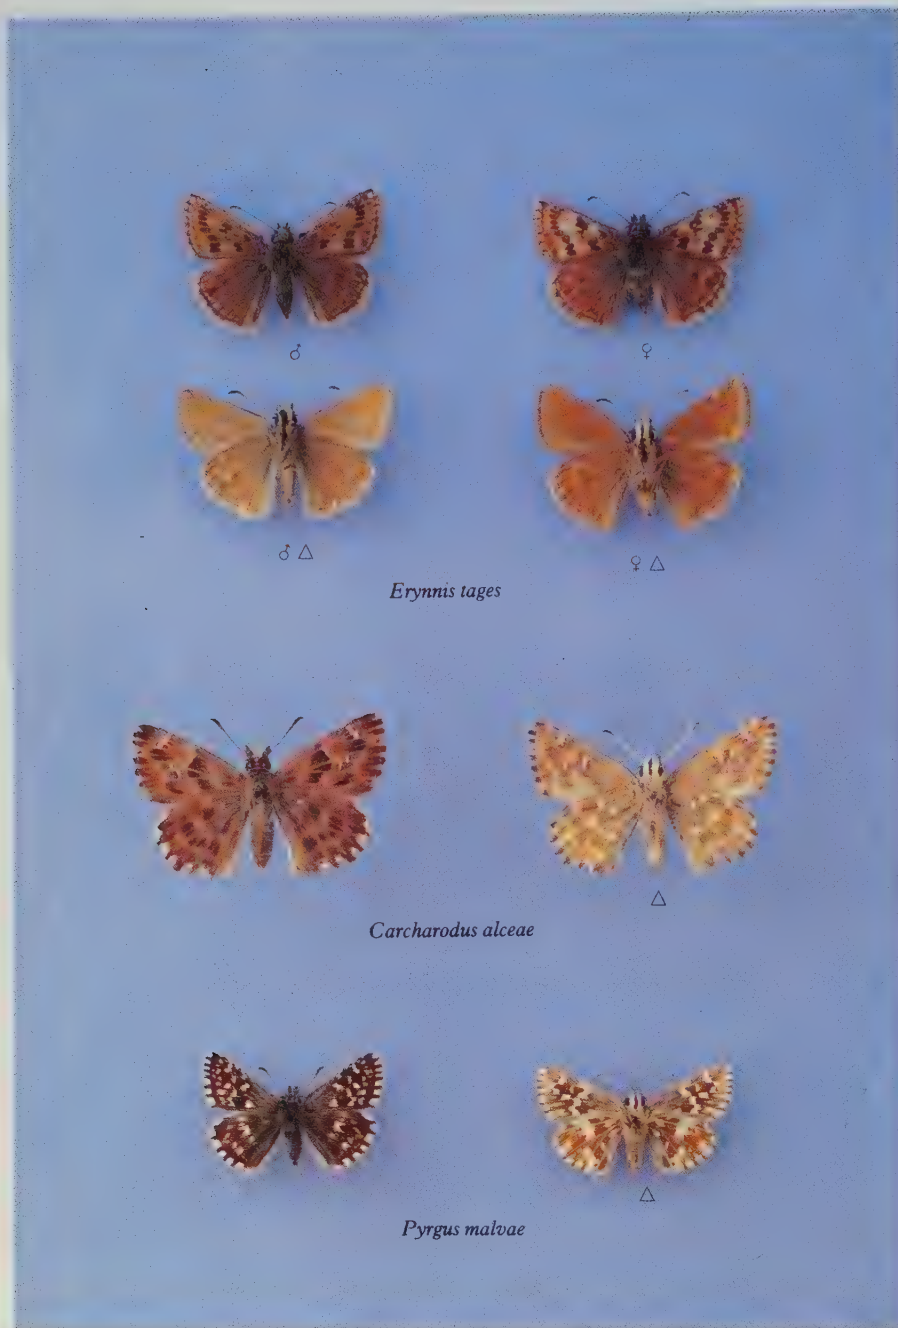 ♂ ♀
♂ △ ♀ △
Erynnis tages
△
Carcharodus alceae
△
Pyrgus malvae